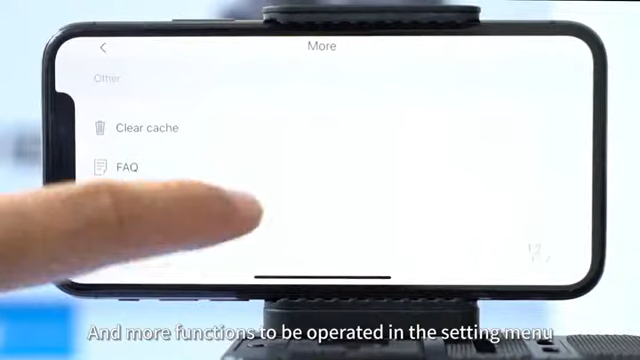 More
Other
Clear cache
FAQ
And more functions to be operated in the setting menu